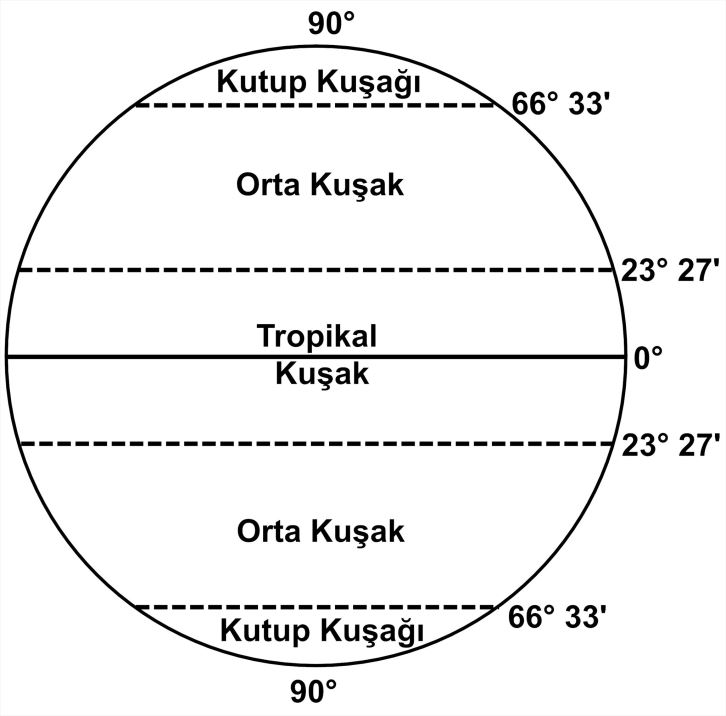 90°
Kutup Kuşağı
66° 33'
Orta Kuşak
23° 27'
Tropikal
0°
Kuşak
23° 27'
Orta Kuşak
66° 33'
Kutup Kuşağı
90°